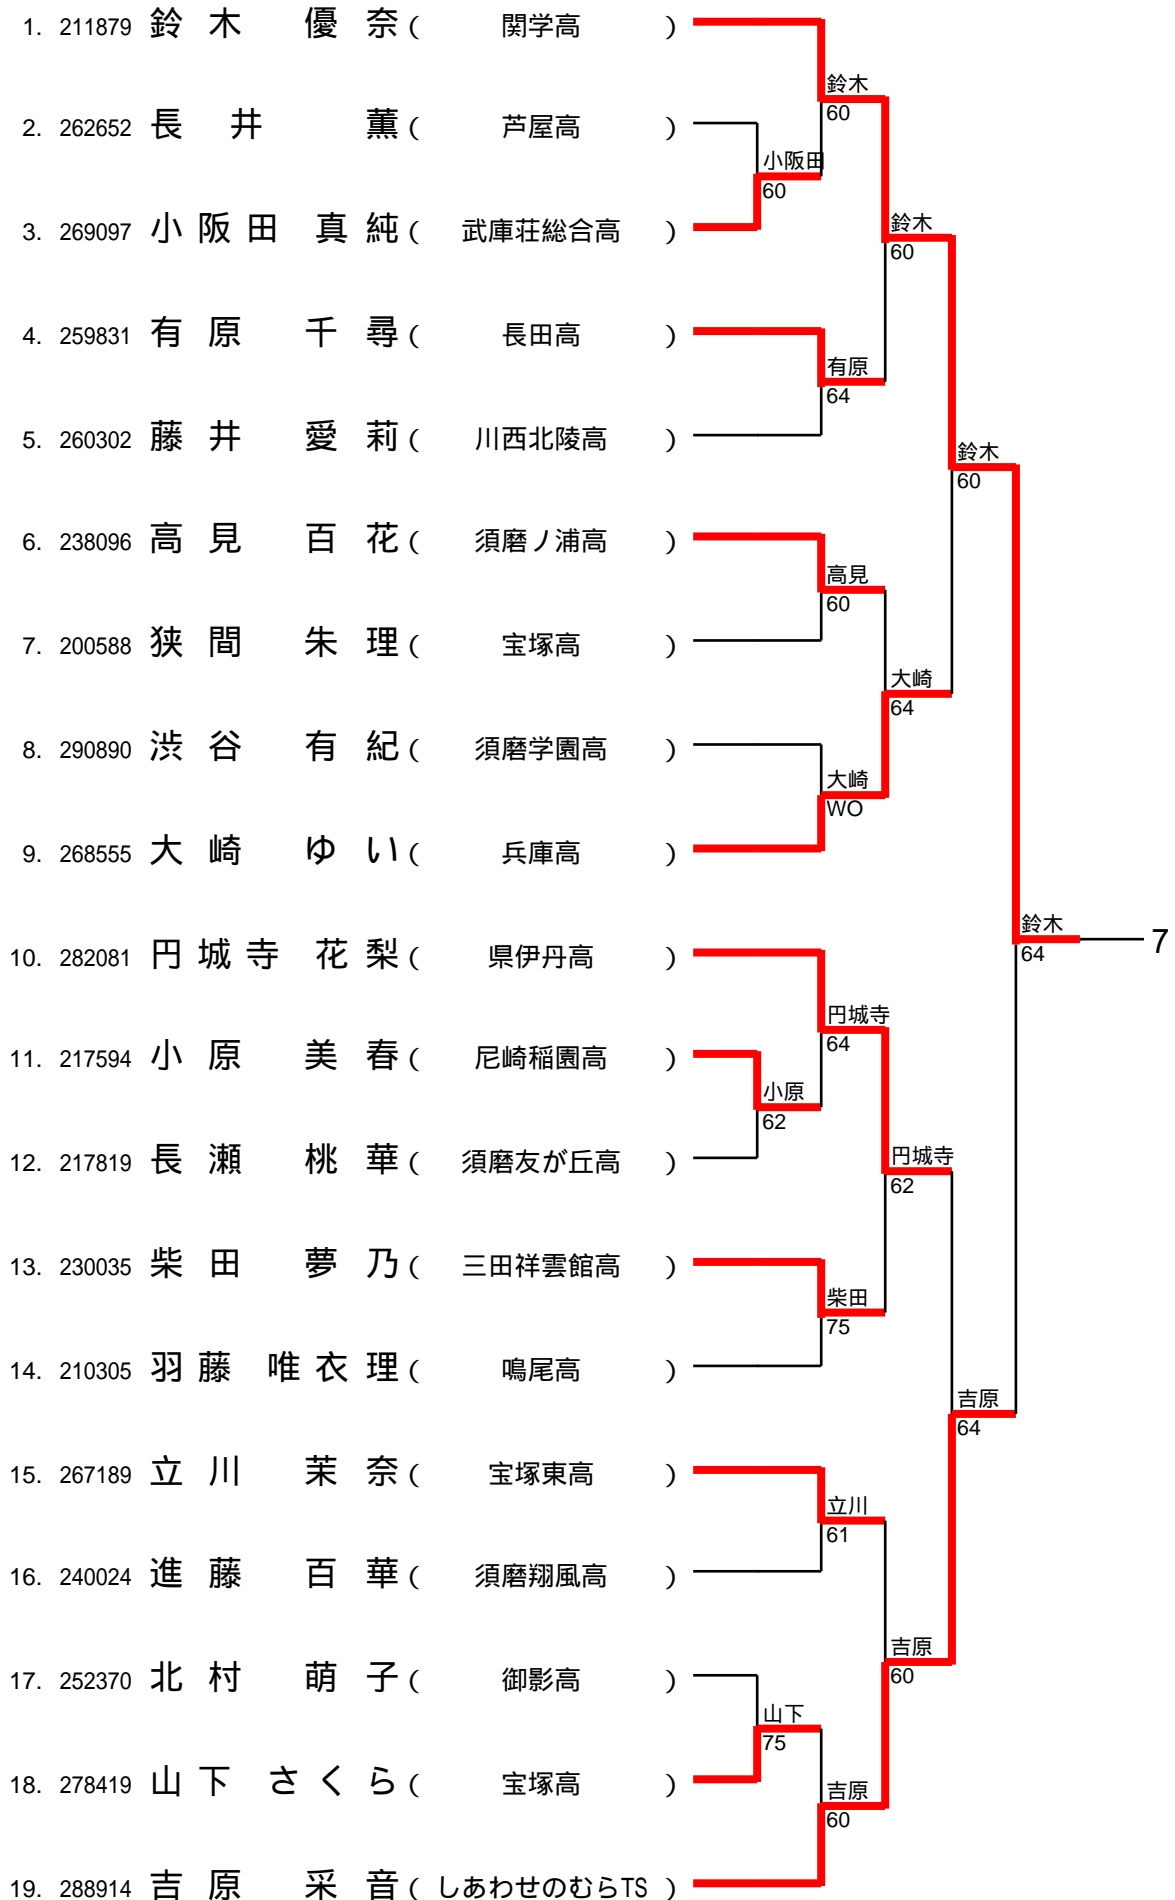 1. 211879 鈴木 優奈 ( 関学高 )
鈴木
60
2. 262652 長井 薫 ( 芦屋高 )
小阪田
60
3. 269097 小阪田 真純 ( 武庫荘総合高 )
鈴木
60
4. 259831 有原 千尋 ( 長田高 )
有原
64
5. 260302 藤井 愛莉 ( 川西北陵高 )
鈴木
60
6. 238096 高見 百花 ( 須磨ノ浦高 )
高見
60
7. 200588 狭間 朱理 ( 宝塚高 )
大崎
64
8. 290890 渋谷 有紀 ( 須磨学園高 )
大崎
WO
9. 268555 大崎 ゆい ( 兵庫高 )
鈴木
64
7
10. 282081 円城寺 花梨 ( 県伊丹高 )
円城寺
64
11. 217594 小原 美春 ( 尼崎稲園高 )
小原
62
12. 217819 長瀬 桃華 ( 須磨友が丘高 )
円城寺
62
13. 230035 柴田 夢乃 ( 三田祥雲館高 )
柴田
75
14. 210305 羽藤 唯衣理 ( 鳴尾高 )
吉原
64
15. 267189 立川 茉奈 ( 宝塚東高 )
立川
61
16. 240024 進藤 百華 ( 須磨翔風高 )
吉原
60
17. 252370 北村 萌子 ( 御影高 )
山下
75
18. 278419 山下 さくら ( 宝塚高 )
吉原
60
19. 288914 吉原 采音 ( しあわせのむらTS )